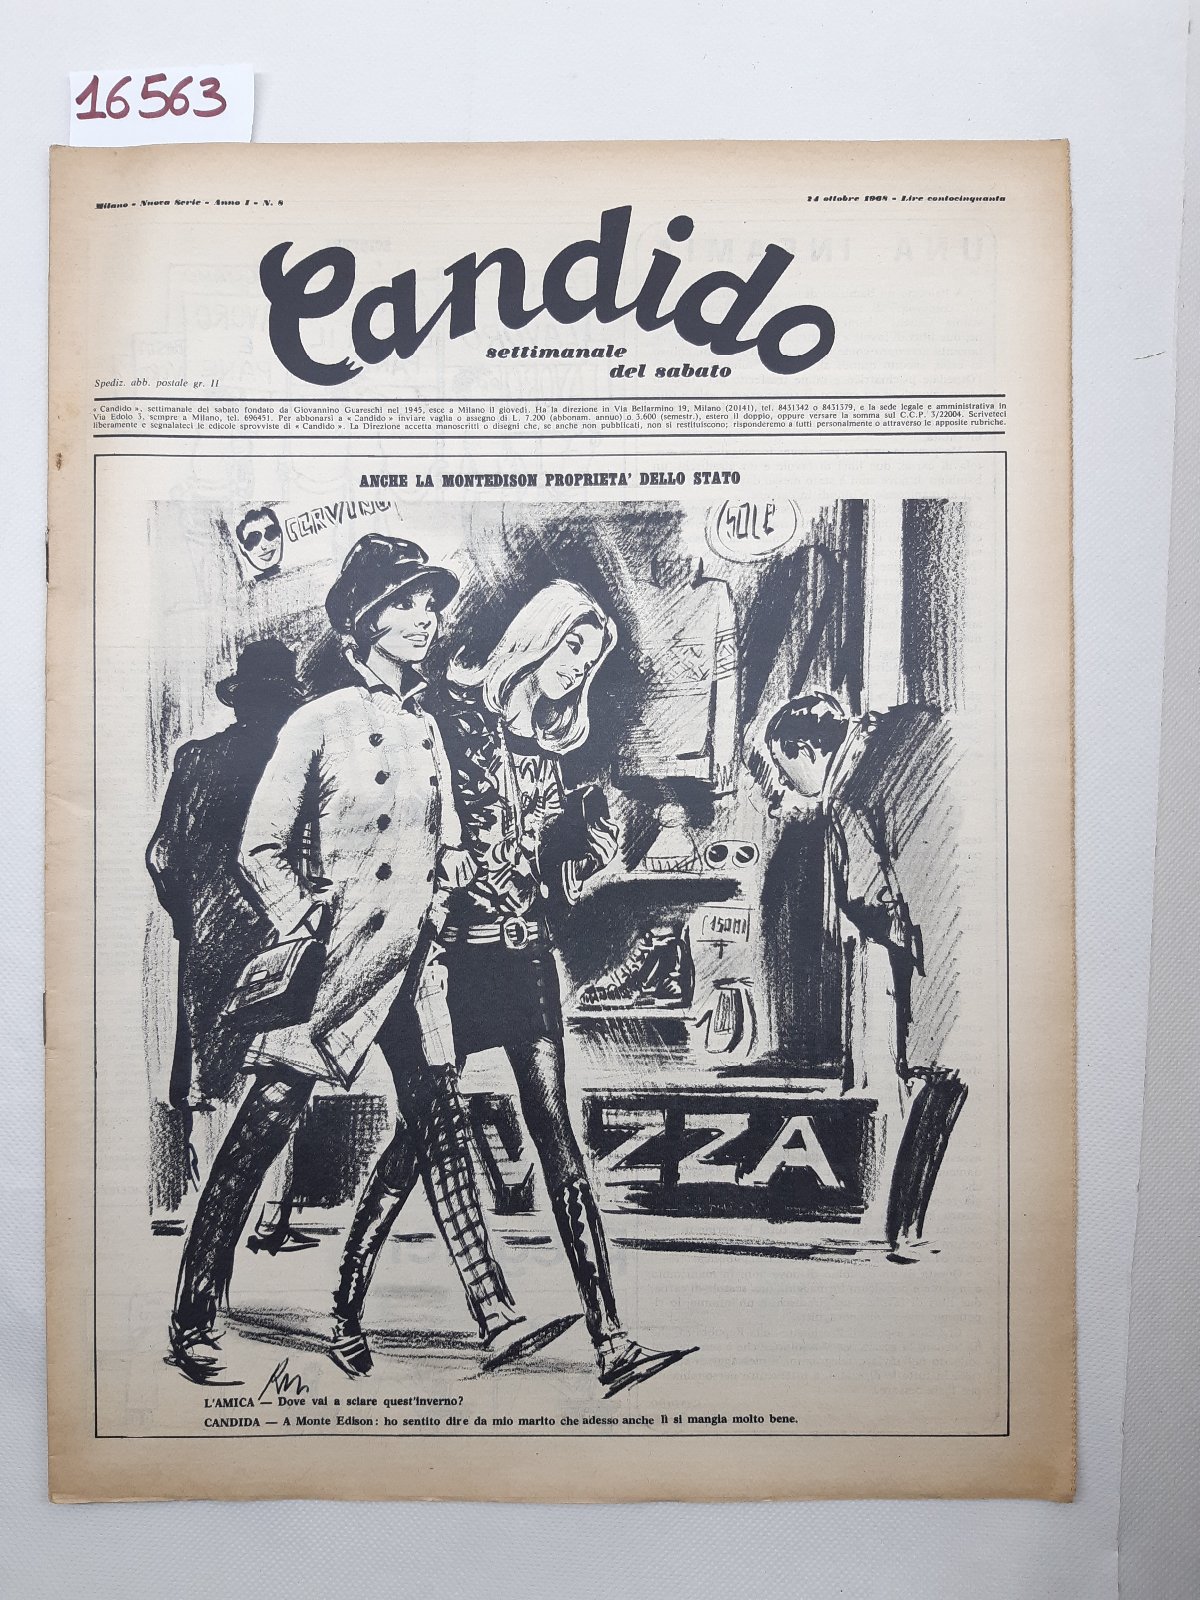 16563
Milano - Nuova Serie - Anno I - N. 8
24 ottobre 1968 - Lire centocinquanta
Candido
settimanale
del sabato
Spediz. abb. postale gr. II
« Candido », settimanale del sabato fondato da Giovannino Guareschi nel 1945, esce a Milano il giovedì. Ha la direzione in Via Bellarmino 19, Milano (20141), tel. 8431342 o 8431379, e la sede legale e amministrativa in
Via Edolo 3, sempre a Milano, tel. 696451. Per abbonarsi a « Candido » inviare vaglia o assegno di L. 7.200 (abbonam. annuo) o 3.600 (semestr.), estero il doppio, oppure versare la somma sul C.C.P. 3/22004. Scriveteci
liberamente e segnalateci le edicole sprovviste di « Candido ». La Direzione accetta manoscritti o disegni che, se anche non pubblicati, non si restituiscono; risponderemo a tutti personalmente o attraverso le apposite rubriche.
ANCHE LA MONTEDISON PROPRIETA' DELLO STATO
CERVINO
SOLE
ZZA
L'AMICA — Dove vai a sciare quest'inverno?
CANDIDA — A Monte Edison: ho sentito dire da mio marito che adesso anche lì si mangia molto bene.